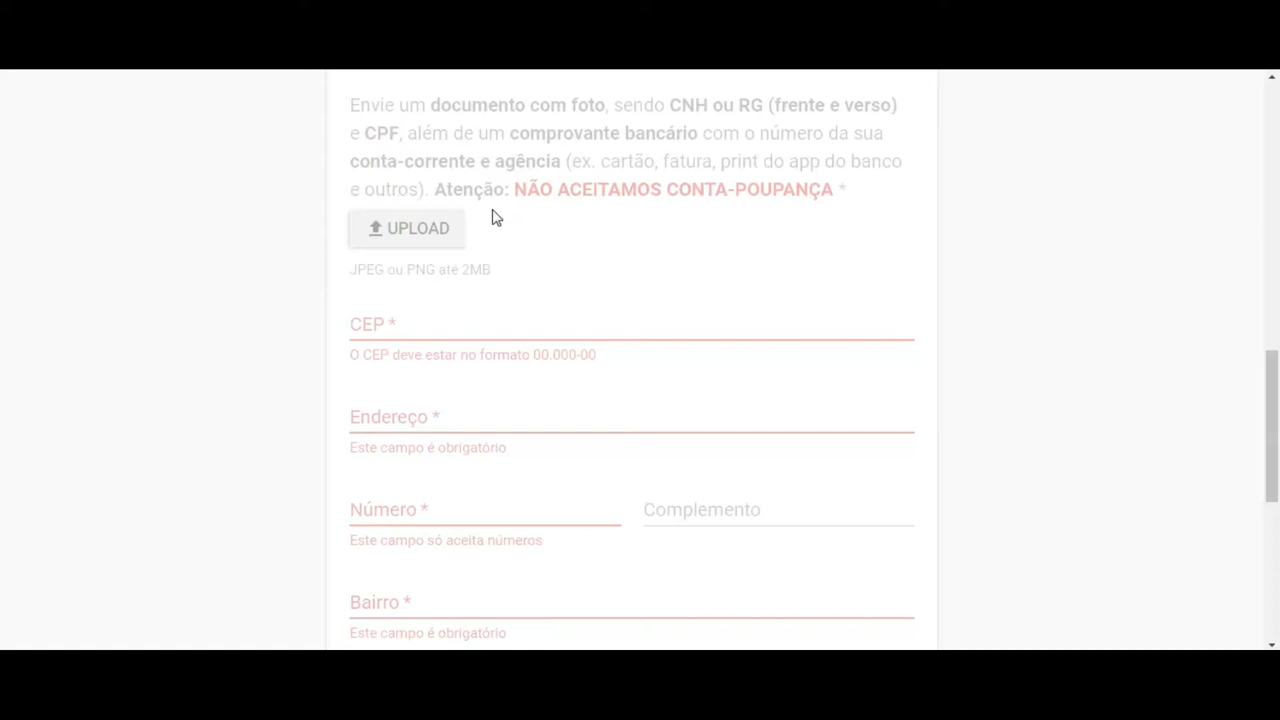 Envie um documento com foto, sendo CNH ou RG (frente e verso)
e CPF, além de um comprovante bancário com o número da sua
conta-corrente e agência (ex. cartão, fatura, print do app do banco
e outros). Atenção: NÃO ACEITAMOS CONTA-POUPANÇA *
UPLOAD
JPEG ou PNG até 2MB
CEP *
O CEP deve estar no formato 00.000-00
Endereço *
Este campo é obrigatório
Número *
Complemento
Este campo só aceita números
Bairro *
Este campo é obrigatório